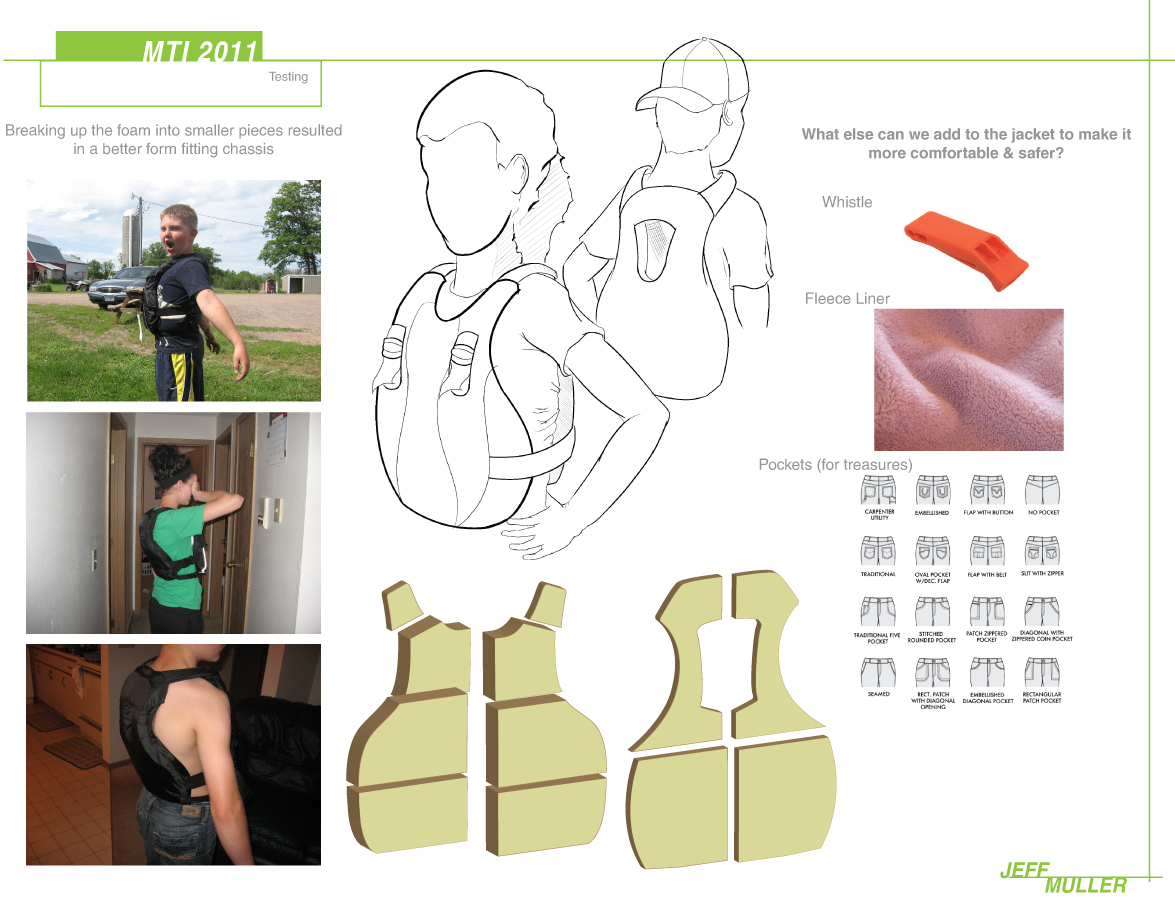 MTI 2011
Testing
Breaking up the foam into smaller pieces resulted
in a better form fitting chassis
What else can we add to the jacket to make it
more comfortable & safer?
Whistle
Fleece Liner
Pockets (for treasures)
CARPENTER
UTILITY
EMBELLISHED
FLAP WITH BUTTON
NO POCKET
TRADITIONAL
OVAL POCKET
W/DEC. FLAP
FLAP WITH BELT
SLIT WITH ZIPPER
TRADITIONAL FIVE
POCKET
STITCHED
ROUNDED POCKET
PATCH ZIPPERED
POCKET
DIAGONAL WITH
ZIPPERED COIN POCKET
SEAMED
RECT. PATCH
WITH DIAGONAL
OPENING
EMBELLISHED
DIAGONAL POCKET
RECTANGULAR
PATCH POCKET
JEFF
MULLER